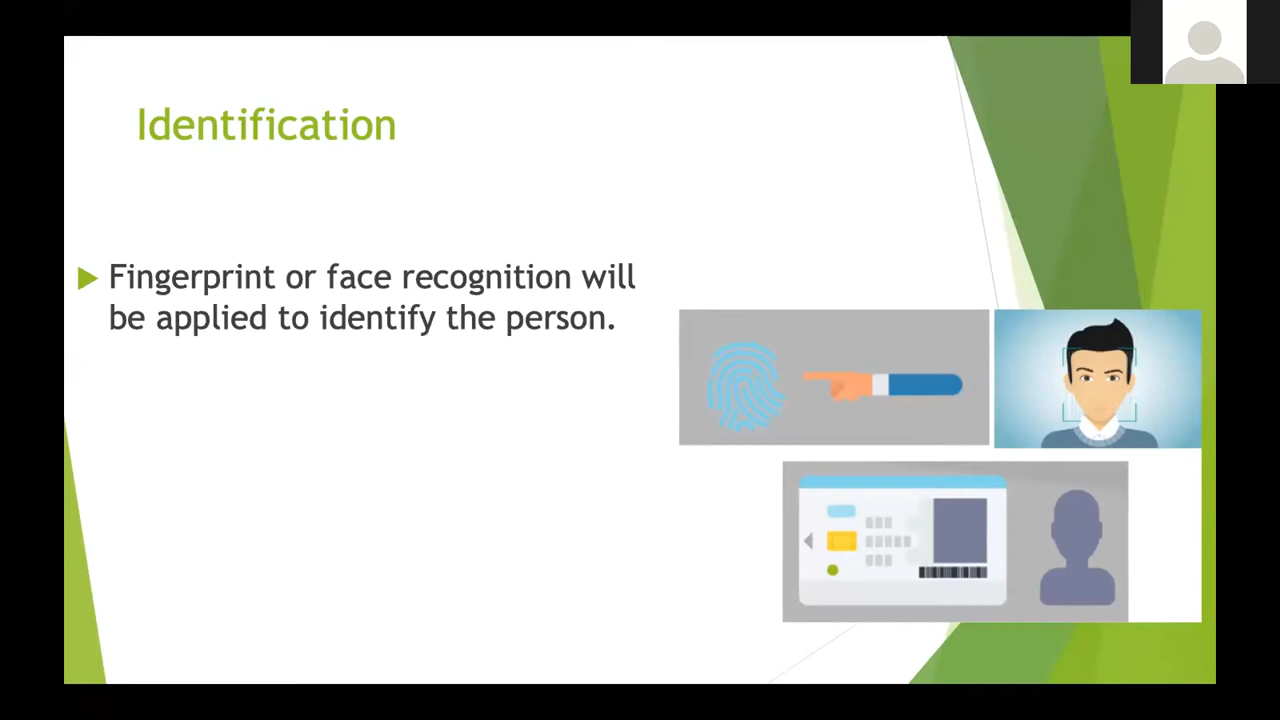 Identification
Fingerprint or face recognition will
be applied to identify the person.